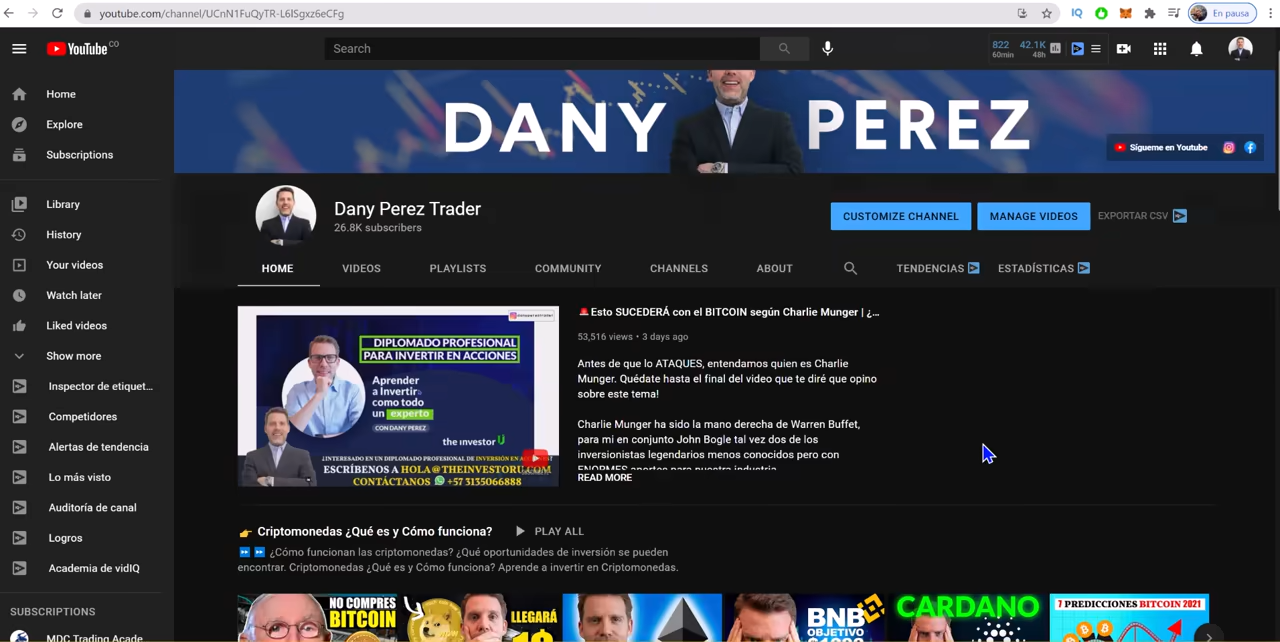 youtube.com/channel/UCnN1FuQyTR-L6lSgxz6eCFg
IQ
En pausa
YouTube CO
Search
822 60min
42.1K 48h
Home
Explore
Subscriptions
Library
History
Your videos
Watch later
Liked videos
Show more
Inspector de etiquet...
Competidores
Alertas de tendencia
Lo más visto
Auditoría de canal
Logros
Academia de vidIQ
SUBSCRIPTIONS
MDC Trading Acade
DANY PEREZ
Sígueme en Youtube
Dany Perez Trader
26.8K subscribers
CUSTOMIZE CHANNEL
MANAGE VIDEOS
EXPORTAR CSV
HOME
VIDEOS
PLAYLISTS
COMMUNITY
CHANNELS
ABOUT
TENDENCIAS
ESTADÍSTICAS
DIPLOMADO PROFESIONAL
PARA INVERTIR EN ACCIONES
Aprender
a Invertir
como todo
un experto
CON DANY PEREZ
the investor U
ESCRÍBENOS A HOLA@THEINVESTORU.COM
CONTÁCTANOS +57 3135066888
🚨Esto SUCEDERÁ con el BITCOIN según Charlie Munger | ¿...
53,516 views • 3 days ago
Antes de que lo ATAQUES, entendamos quien es Charlie
Munger. Quédate hasta el final del video que te diré que opino
sobre este tema!
Charlie Munger ha sido la mano derecha de Warren Buffet,
para mi en conjunto John Bogle tal vez dos de los
inversionistas legendarios menos conocidos pero con
ENORMES aportes para nuestra industria.
READ MORE
👉 Criptomonedas ¿Qué es y Cómo funciona?
PLAY ALL
⏩ ⏩ ¿Cómo funcionan las criptomonedas? ¿Qué oportunidades de inversión se pueden
encontrar. Criptomonedas ¿Qué es y Cómo funciona? Aprende a invertir en Criptomonedas.
NO COMPRES
BITCOIN
LLEGARÁ
BNB
OBJETIVO
CARDANO
7 PREDICCIONES BITCOIN 2021